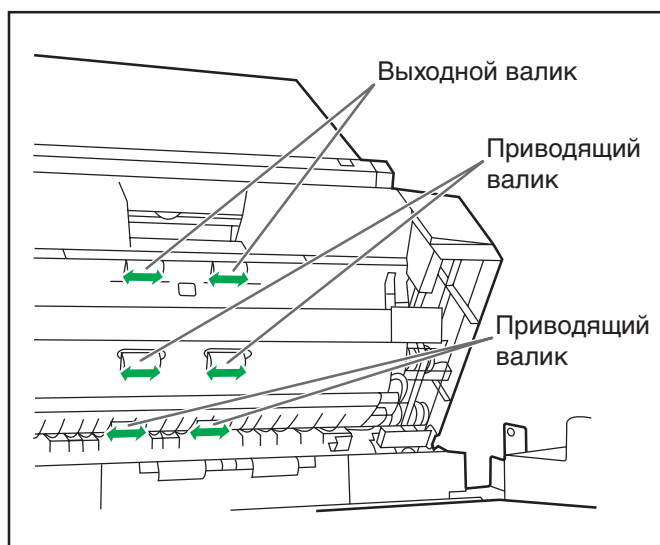 Выходной валик
Приводящий
валик
Приводящий
валик